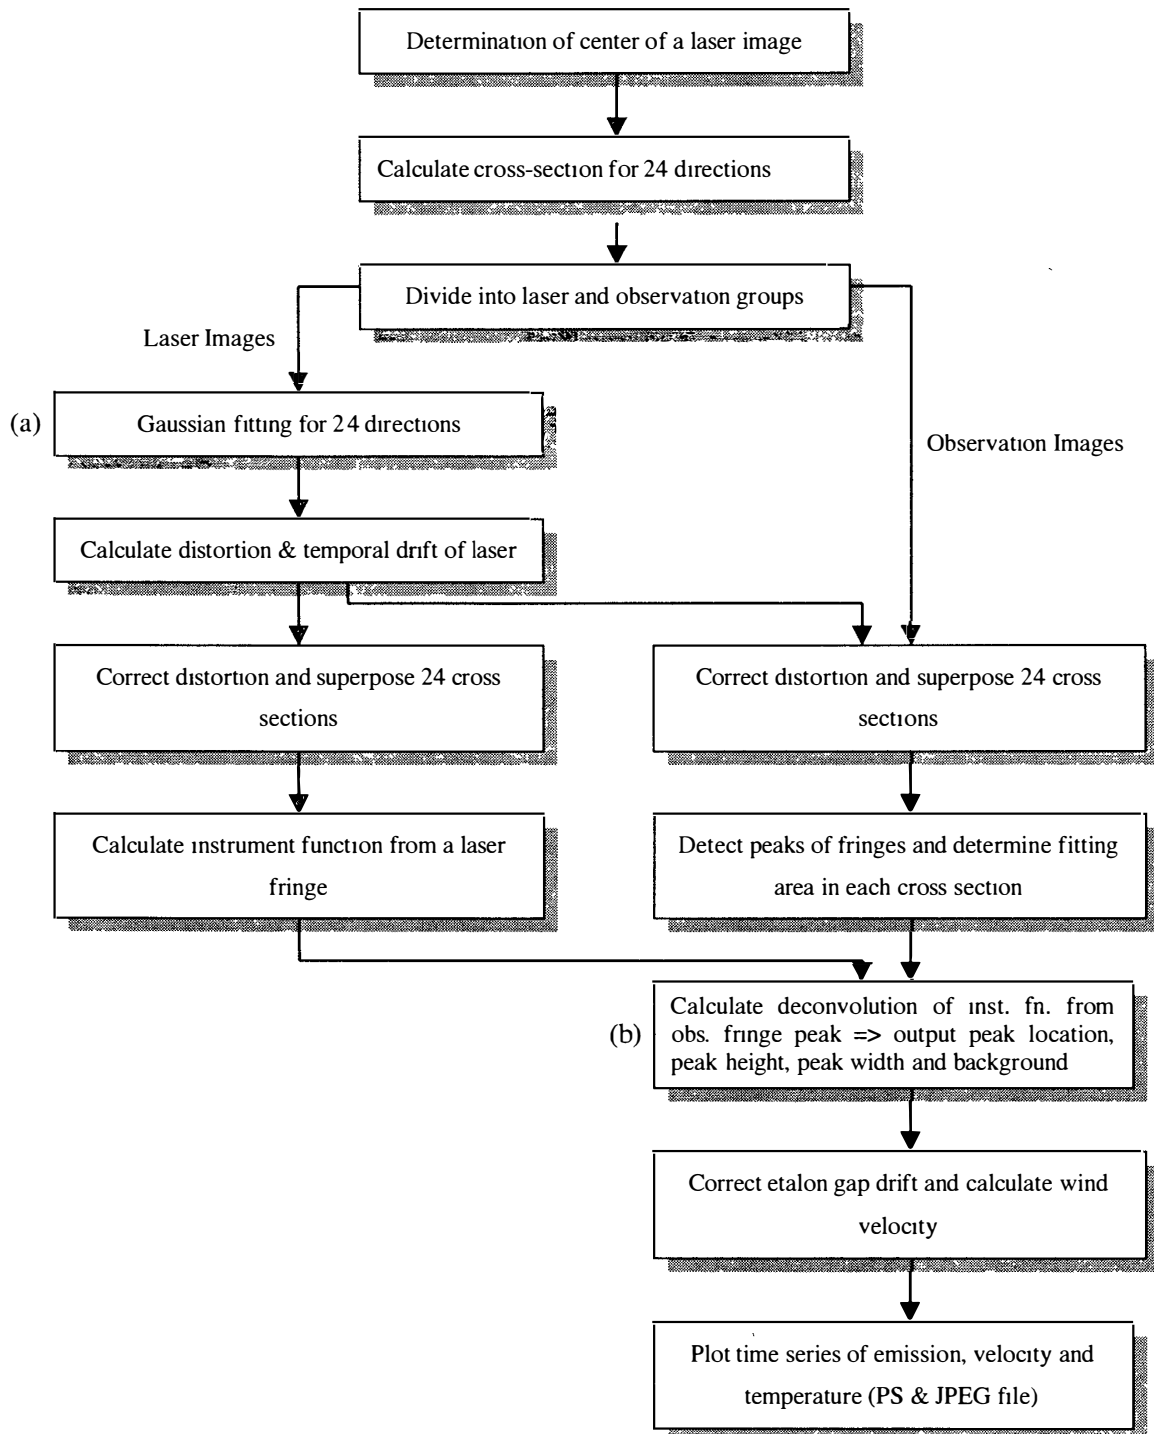 Determination of center of a laser image
Calculate cross-section for 24 directions
Divide into laser and observation groups
Laser Images
(a)
Gaussian fitting for 24 directions
Observation Images
Calculate distortion & temporal drift of laser
Correct distortion and superpose 24 cross
sections
Correct distortion and superpose 24 cross
sections
Calculate instrument function from a laser
fringe
Detect peaks of fringes and determine fitting
area in each cross section
(b)
Calculate deconvolution of inst. fn. from
obs. fringe peak => output peak location,
peak height, peak width and background
Correct etalon gap drift and calculate wind
velocity
Plot time series of emission, velocity and
temperature (PS & JPEG file)